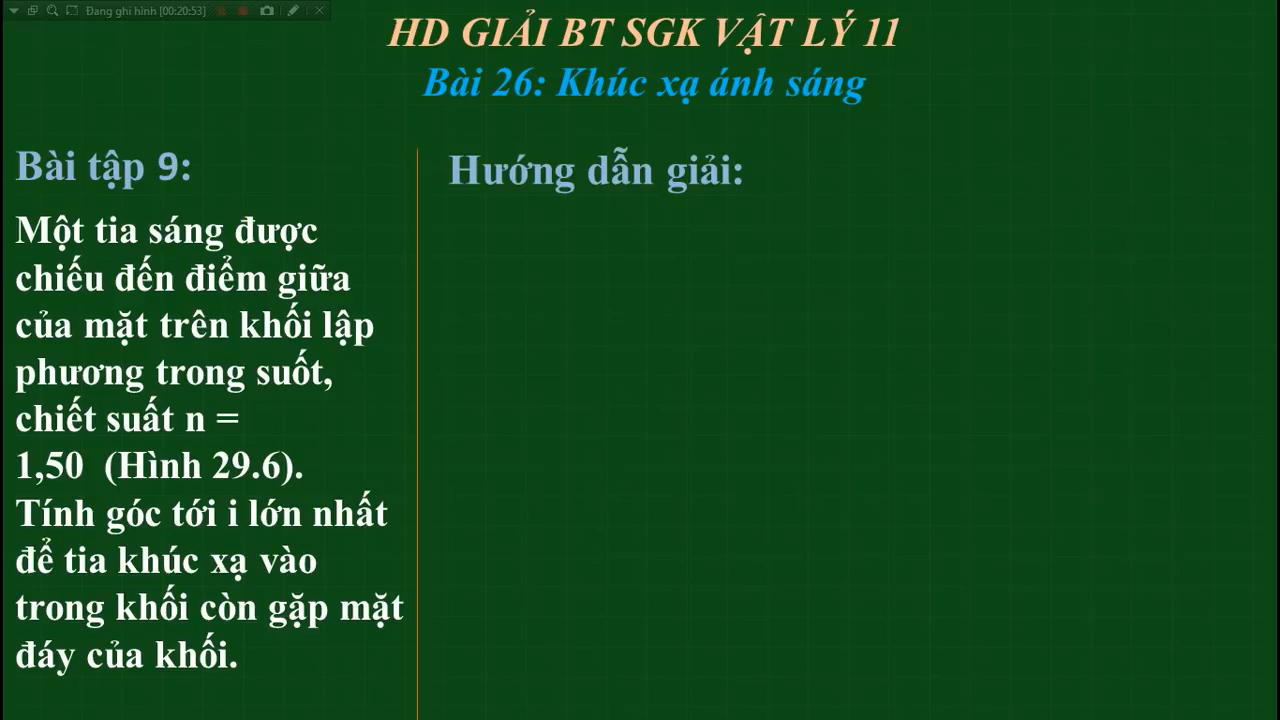 Đang ghi hình [00:20:53]
HD GIẢI BT SGK VẬT LÝ 11
Bài 26: Khúc xạ ánh sáng
Bài tập 9:
Một tia sáng được
chiếu đến điểm giữa
của mặt trên khối lập
phương trong suốt,
chiết suất n =
1,50 (Hình 29.6).
Tính góc tới i lớn nhất
để tia khúc xạ vào
trong khối còn gặp mặt
đáy của khối.
Hướng dẫn giải: